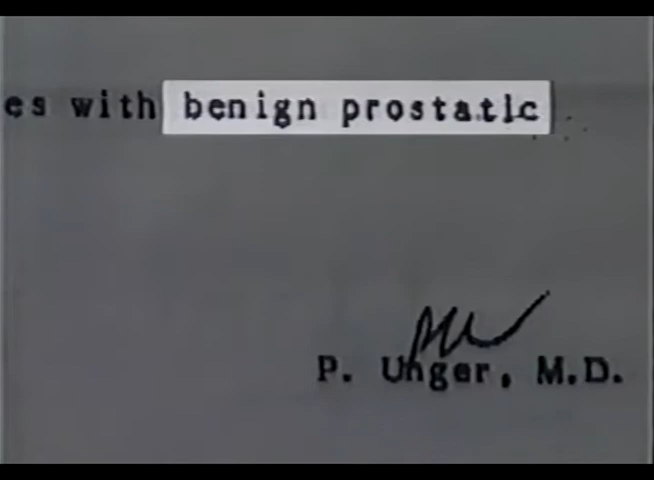 es with benign prostatic
P. Unger, M.D.